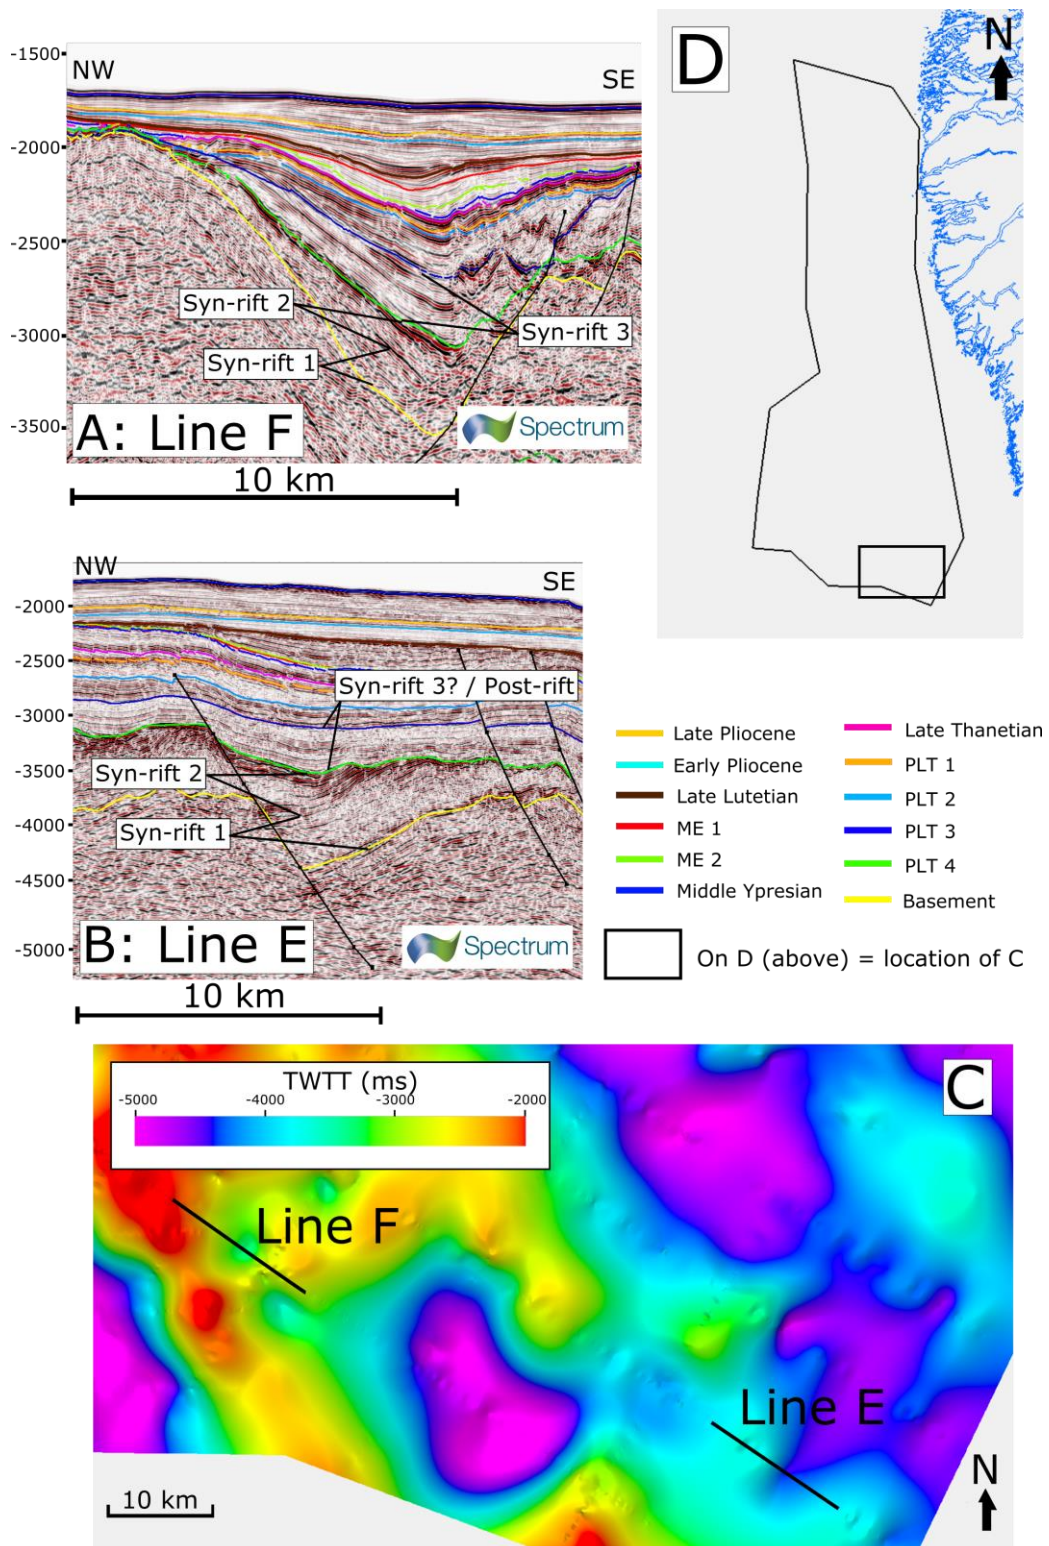 -1500
NW
SE
-2000
-2500
-3000
-3500
Syn-rift 2
Syn-rift 1
Syn-rift 3
A: Line F
Spectrum
10 km
D
N
NW
SE
-2000
-2500
-3000
-3500
-4000
-4500
-5000
Syn-rift 3? / Post-rift
Syn-rift 2
Syn-rift 1
B: Line E
Spectrum
10 km
Late Pliocene
Early Pliocene
Late Lutetian
ME 1
ME 2
Middle Ypresian
Late Thanetian
PLT 1
PLT 2
PLT 3
PLT 4
Basement
On D (above) = location of C
TWTT (ms)
-5000 -4000 -3000 -2000
C
Line F
Line E
10 km
N